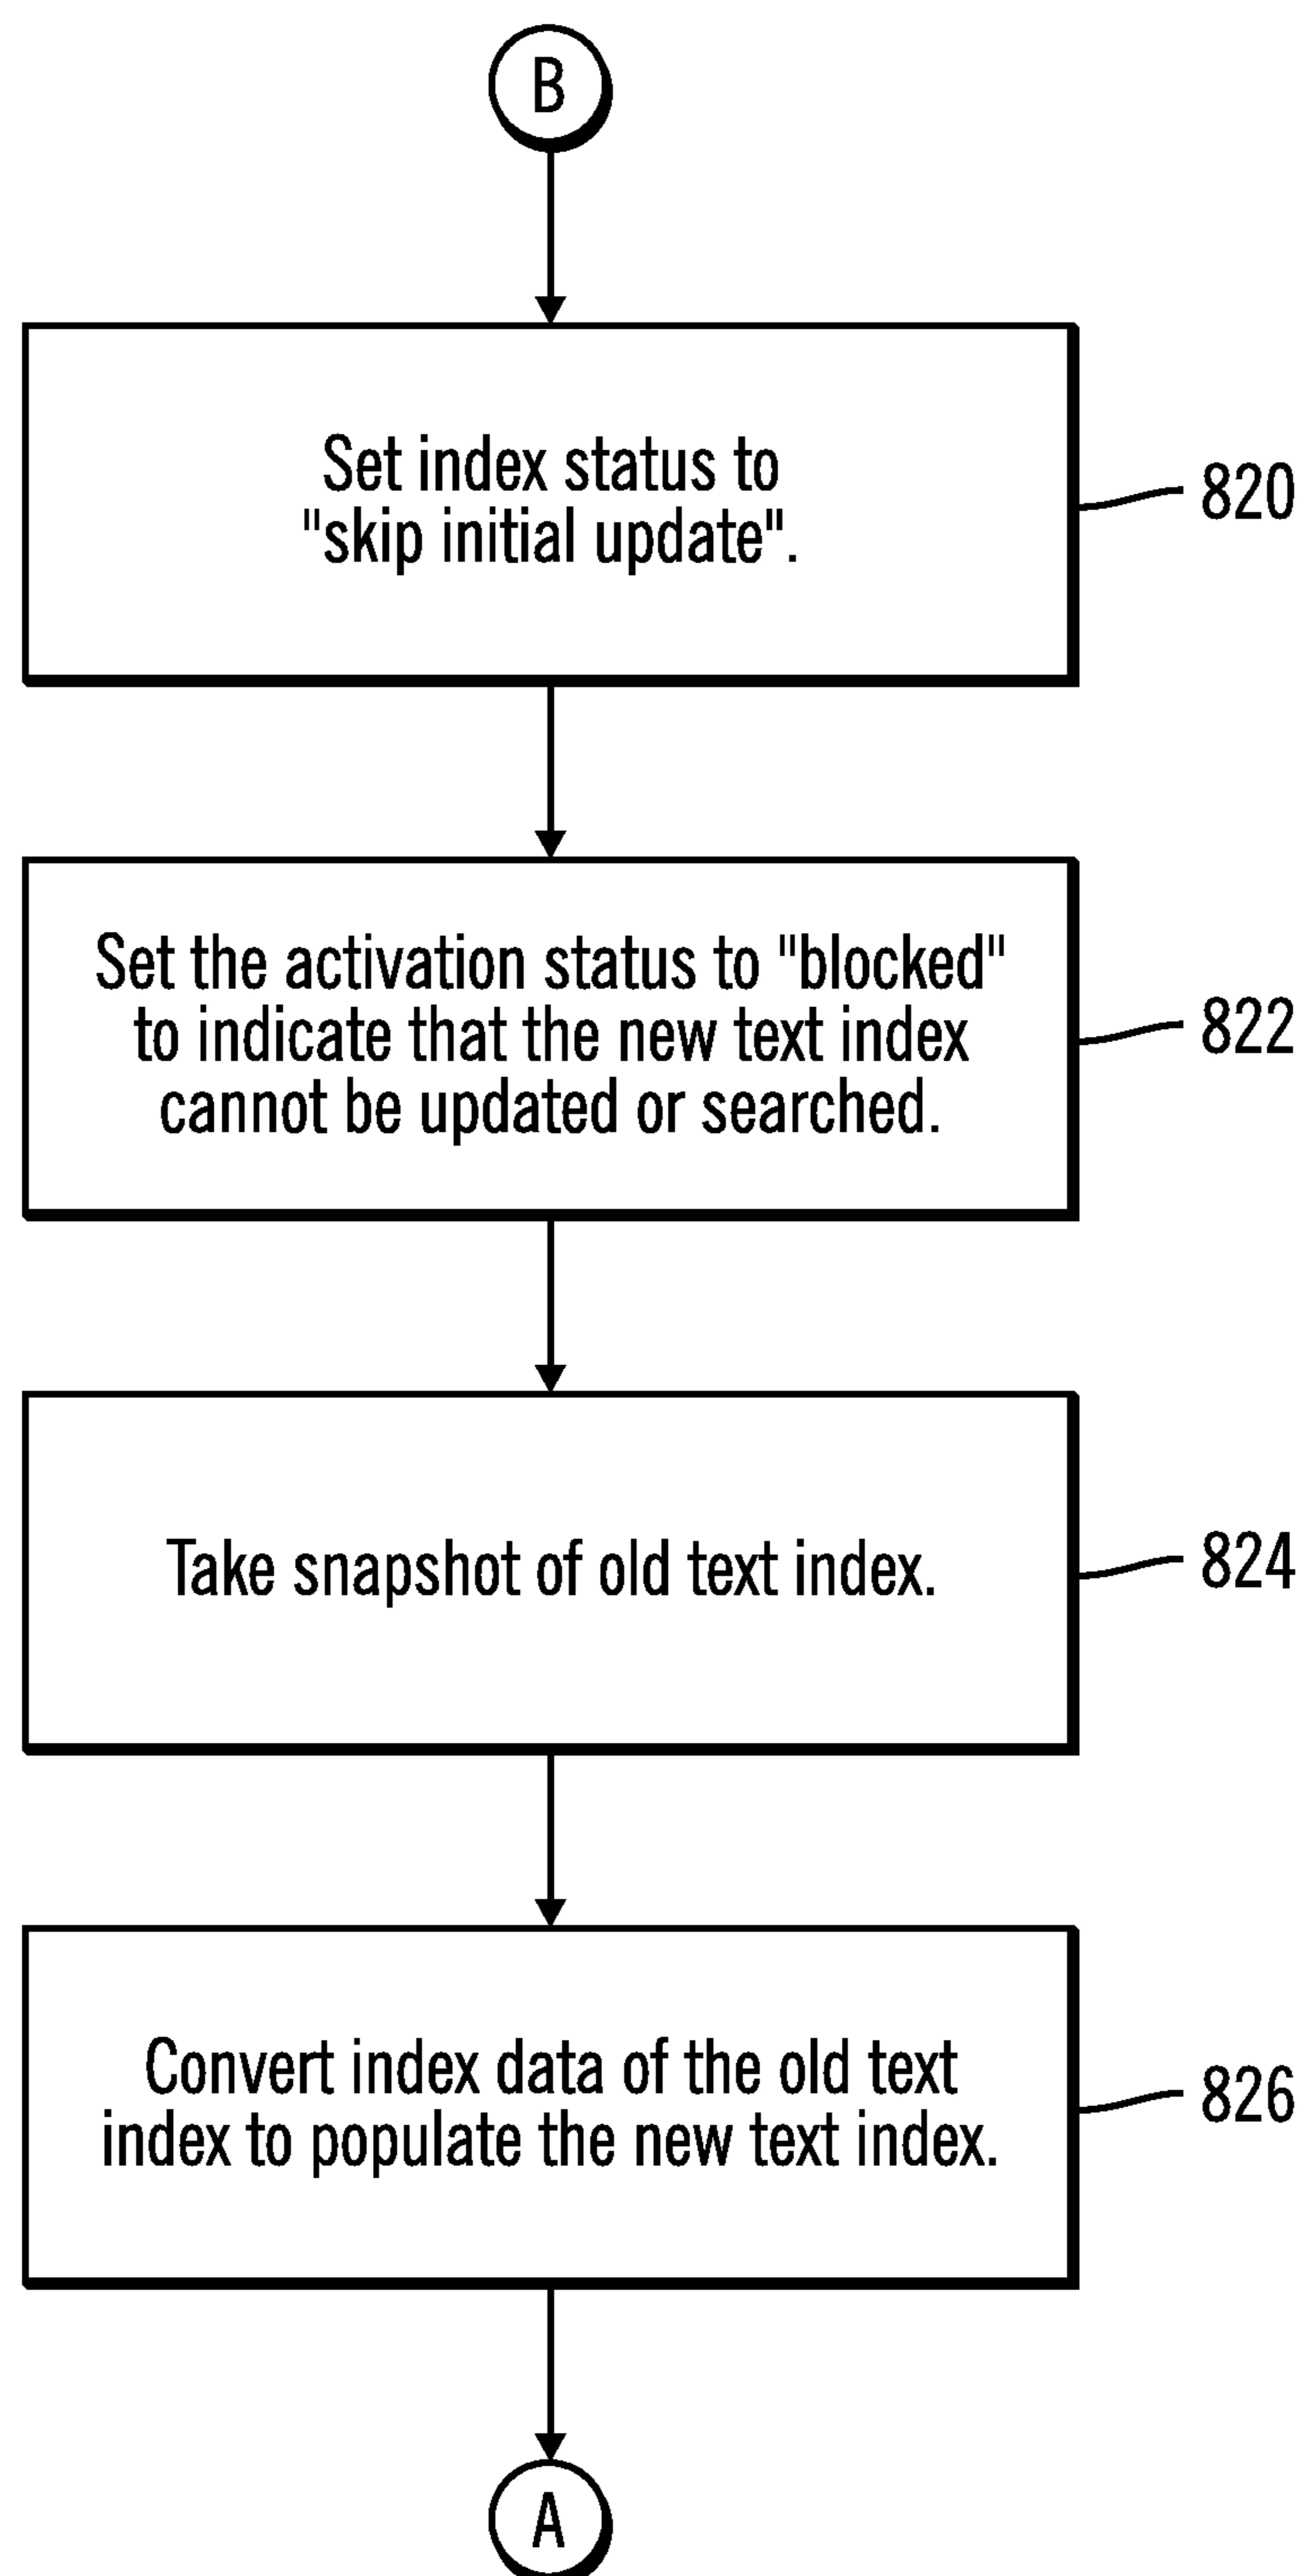 B
Set index status to
"skip initial update".
820
Set the activation status to "blocked"
to indicate that the new text index
cannot be updated or searched.
822
Take snapshot of old text index.
824
Convert index data of the old text
index to populate the new text index.
826
A